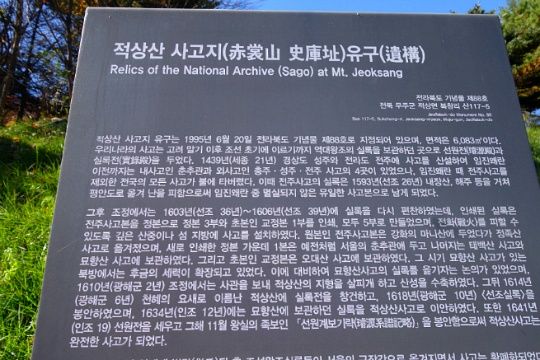 적상산 사고지(赤裳山 史庫址)유구(遺構)
Relics of the National Archive (Sago) at Mt. Jeoksang
전라북도 기념물 제88호
전북 무주군 적상면 북창리 산117-5
적상산 사고지 유구는 1995년 6월 20일 전라북도 기념물 제88호로 지정되어 있으며, 면적은 6,083㎡이다.
우리나라의 사고는 고려 말기 이후 조선 초기에 이르기까지 역대왕조의 실록을 보관하던 곳으로 선원전(璿源殿)과
실록전(實錄殿)을 두었다. 1439년(세종 21년) 경상도 성주와 전라도 전주에 사고를 신설하여 임진왜란
이전까지는 내사고인 춘추관과 외사고인 충주·성주·전주 사고의 4곳이 있었으나, 임진왜란 때 전주사고를
제외한 전국의 모든 사고가 불에 타버렸다. 이때 전주사고의 실록은 1593년(선조 26년) 내장산, 해주 등을 거쳐
평안도로 옮겨 난을 피함으로써 임진왜란 중 멸실되지 않은 유일한 사고본으로 남게 되었다.
그후 조정에서는 1603년(선조 36년)~1606년(선조 39년)에 실록을 다시 편찬하였는데, 인쇄된 실록은
전주사고본을 정본으로 정본 3부와 초본인 교정본 1부를 인쇄, 모두 5부로 만들었으며, 전화(戰火)를 피할 수
있도록 깊은 산중이나 섬 지방에 사고를 설치하였다. 원본인 전주사고본은 강화의 마니산에 두었다가 정족산
사고로 옮겨졌으며, 새로 인쇄한 정본 가운데 1본은 예전처럼 서울의 춘추관에 두고 나머지는 태백산 사고와
묘향산 사고에 보관하였다. 그리고 초본인 교정본은 오대산 사고에 보관하였다. 그 시기 묘향산 사고가 있는
북방에서는 후금의 세력이 확장되고 있었다. 이에 대비하여 묘향산사고의 실록을 옮기자는 논의가 있었으며,
1610년(광해군 2년) 조정에서는 사관을 보내 적상산의 지형을 살피게 하고 산성을 수축하였다. 그뒤 1614년
(광해군 6년) 천혜의 요새로 이름난 적상산에 실록전을 창건하고, 1618년(광해군 10년) <선조실록>을
봉안하였으며, 1634년(인조 12년)에는 묘향산에 보관하던 실록을 적상산사고로 이안하였다. 또한 1641년
(인조 19) 선원전을 세우고 그해 11월 왕실의 족보인 「선원계보기략(璿源系譜記略)」을 봉안함으로써 적상산사고는
완전한 사고가 되었다.